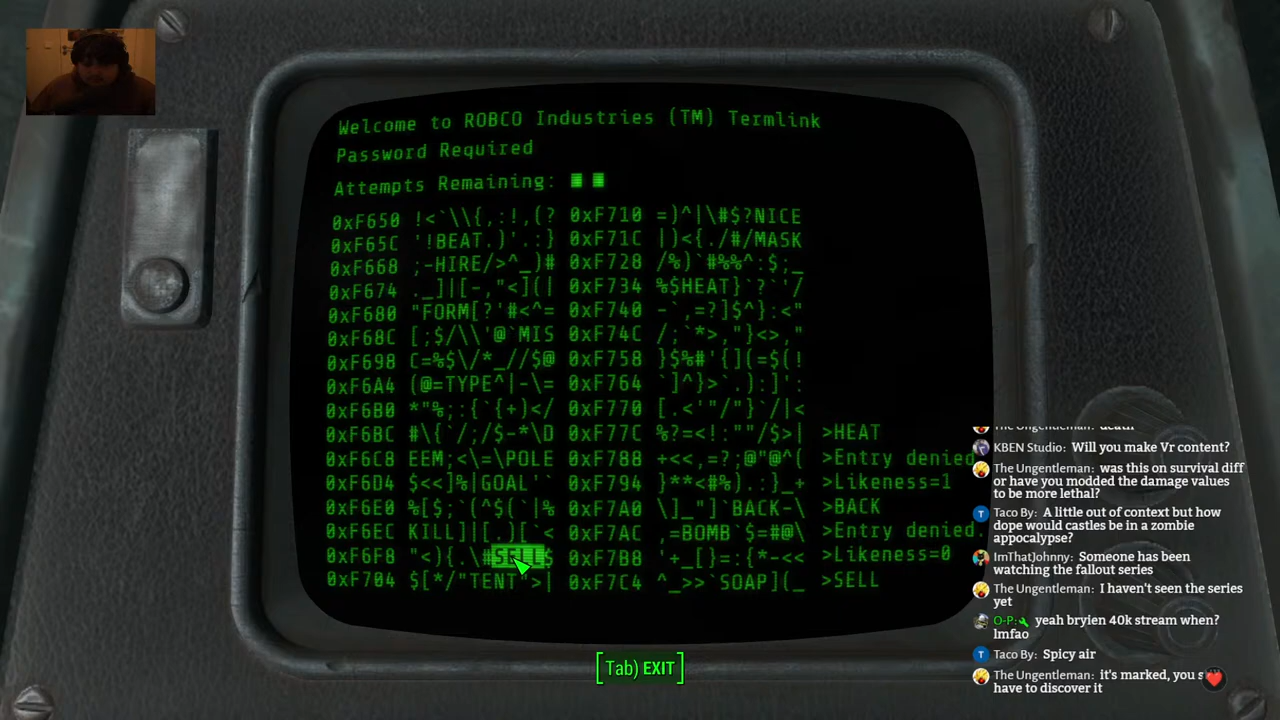 Welcome to ROBCO Industries (TM) Termlink
Password Required
Attempts Remaining:
0xF650 !<`\\{,:!,(? 0xF710 =)^|\#$?NICE
0xF65C '!BEAT.)'.:} 0xF71C |)<{./#/MASK
0xF668 ;-HIRE/>^_)# 0xF728 /%)`#%%^:$;_
0xF674 ._]|[-,"<](| 0xF734 %$HEAT}`?`'/
0xF680 "FORM[?'#<^= 0xF740 -`,=?]$^}:<"
0xF68C [;$/\\'@`MIS 0xF74C /;`*>,"}<>,"
0xF698 C=%$\/*_//$@ 0xF758 }$%#'{](=$(!
0xF6A4 (@=TYPE^|-\= 0xF764 `]^}>`.):]':
0xF6B0 *"%;:{`{+)</ 0xF770 [.<'"/"}`/|<
0xF6BC #\{`/;/$-*\D 0xF77C %?=<!:""/$>| >HEAT
0xF6C8 EEM;<\=\POLE 0xF788 +<<,=?;@"@^( >Entry denied
0xF6D4 $<<]%|GOAL'` 0xF794 }**<#%).:}_+ >Likeness=1
0xF6E0 %[$;`(^$(`|% 0xF7A0 \]_"]`BACK-\ >BACK
0xF6EC KILL]|[.)[`< 0xF7AC ,=BOMB`$=#@\ >Entry denied.
0xF6F8 "<){.\#SELL$ 0xF7B8 '+_[}=:{*-<< >Likeness=0
0xF704 $[*/"TENT">| 0xF7C4 ^_>>`SOAP](_ >SELL
[Tab) EXIT]
The Ungentleman: death
KBEN Studio: Will you make Vr content?
The Ungentleman: was this on survival diff
or have you modded the damage values
to be more lethal?
Taco By: A little out of context but how
dope would castles be in a zombie
appocalypse?
ImThatJohnny: Someone has been
watching the fallout series
The Ungentleman: I haven't seen the series
yet
O-P: yeah bryien 40k stream when?
lmfao
Taco By: Spicy air
The Ungentleman: it's marked, you
have to discover it